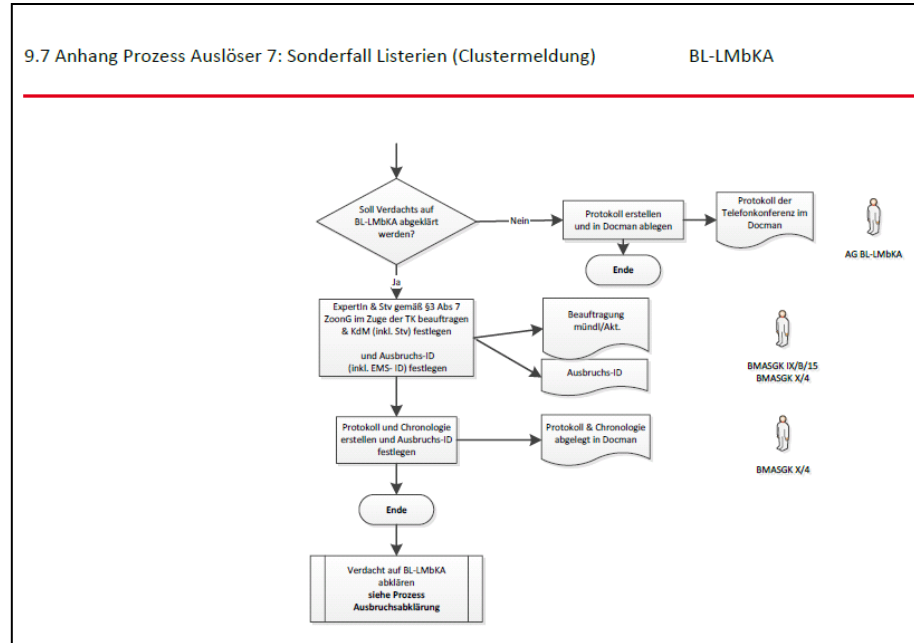 9.7 Anhang Prozess Auslöser 7: Sonderfall Listerien (Clustermeldung) BL-LMbKA
Soll Verdachts auf
BL-LMbKA abgeklärt
werden?
Nein
Protokoll erstellen
und in Docman ablegen
Protokoll der
Telefonkonferenz im
Docman
AG BL-LMbKA
Ende
Ja
ExpertIn & Stv gemäß §3 Abs 7
ZoonG im Zuge der TK beauftragen
& KdM (inkl. Stv) festlegen
und Ausbruchs-ID
(inkl. EMS- ID) festlegen
Beauftragung
mündl/Akt.
Ausbruchs-ID
BMASGK IX/B/15
BMASGK X/4
Protokoll und Chronologie
erstellen und Ausbruchs-ID
festlegen
Protokoll & Chronologie
abgelegt in Docman
BMASGK X/4
Ende
Verdacht auf BL-LMbKA
abklären
siehe Prozess
Ausbruchsabklärung